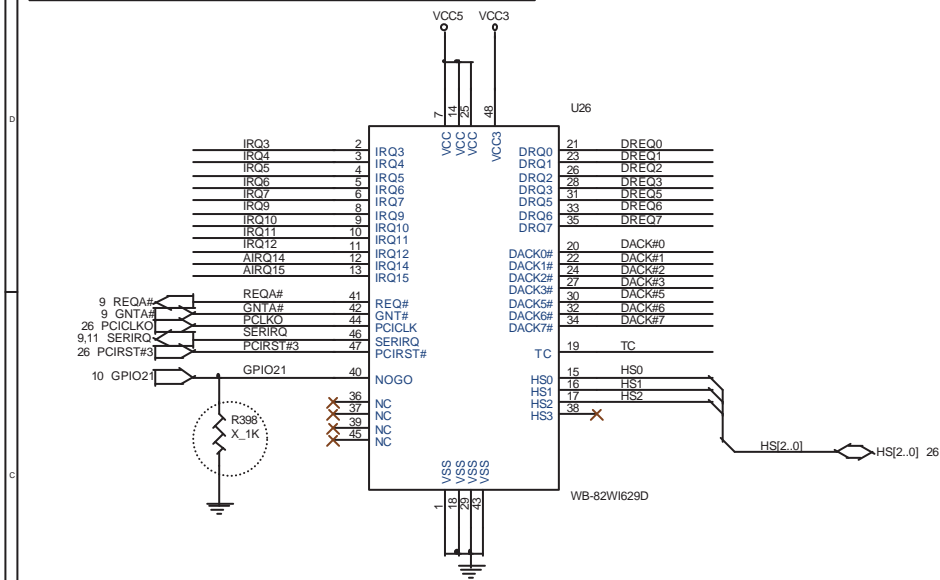 VCC5 VCC3
U26
D
7 14 25 48
VCC VCC VCC VCC3
IRQ3 2 IRQ3
IRQ4 3 IRQ4
IRQ5 4 IRQ5
IRQ6 5 IRQ6
IRQ7 6 IRQ7
IRQ9 8 IRQ9
IRQ10 9 IRQ10
IRQ11 10 IRQ11
IRQ12 11 IRQ12
AIRQ14 12 IRQ14
AIRQ15 13 IRQ15
9 REQA# REQA# 41 REQ#
9 GNTA# GNTA# 42 GNT#
26 PCICLKO PCLKO 44 PCICLK
9,11 SERIRQ SERIRQ 46 SERIRQ
26 PCIRST#3 PCIRST#3 47 PCIRST#
10 GPIO21 GPIO21 40 NOGO
36 NC
37 NC
39 NC
45 NC
R398
X_1K
DRQ0 21 DREQ0
DRQ1 23 DREQ1
DRQ2 26 DREQ2
DRQ3 28 DREQ3
DRQ5 31 DREQ5
DRQ6 33 DREQ6
DRQ7 35 DREQ7
DACK0# 20 DACK#0
DACK1# 22 DACK#1
DACK2# 24 DACK#2
DACK3# 27 DACK#3
DACK5# 30 DACK#5
DACK6# 32 DACK#6
DACK7# 34 DACK#7
TC 19 TC
HS0 15 HS0
HS1 16 HS1
HS2 17 HS2
HS3 38
HS[2..0] HS[2..0] 26
C
VSS VSS VSS VSS
1 18 29 43
WB-82WI629D